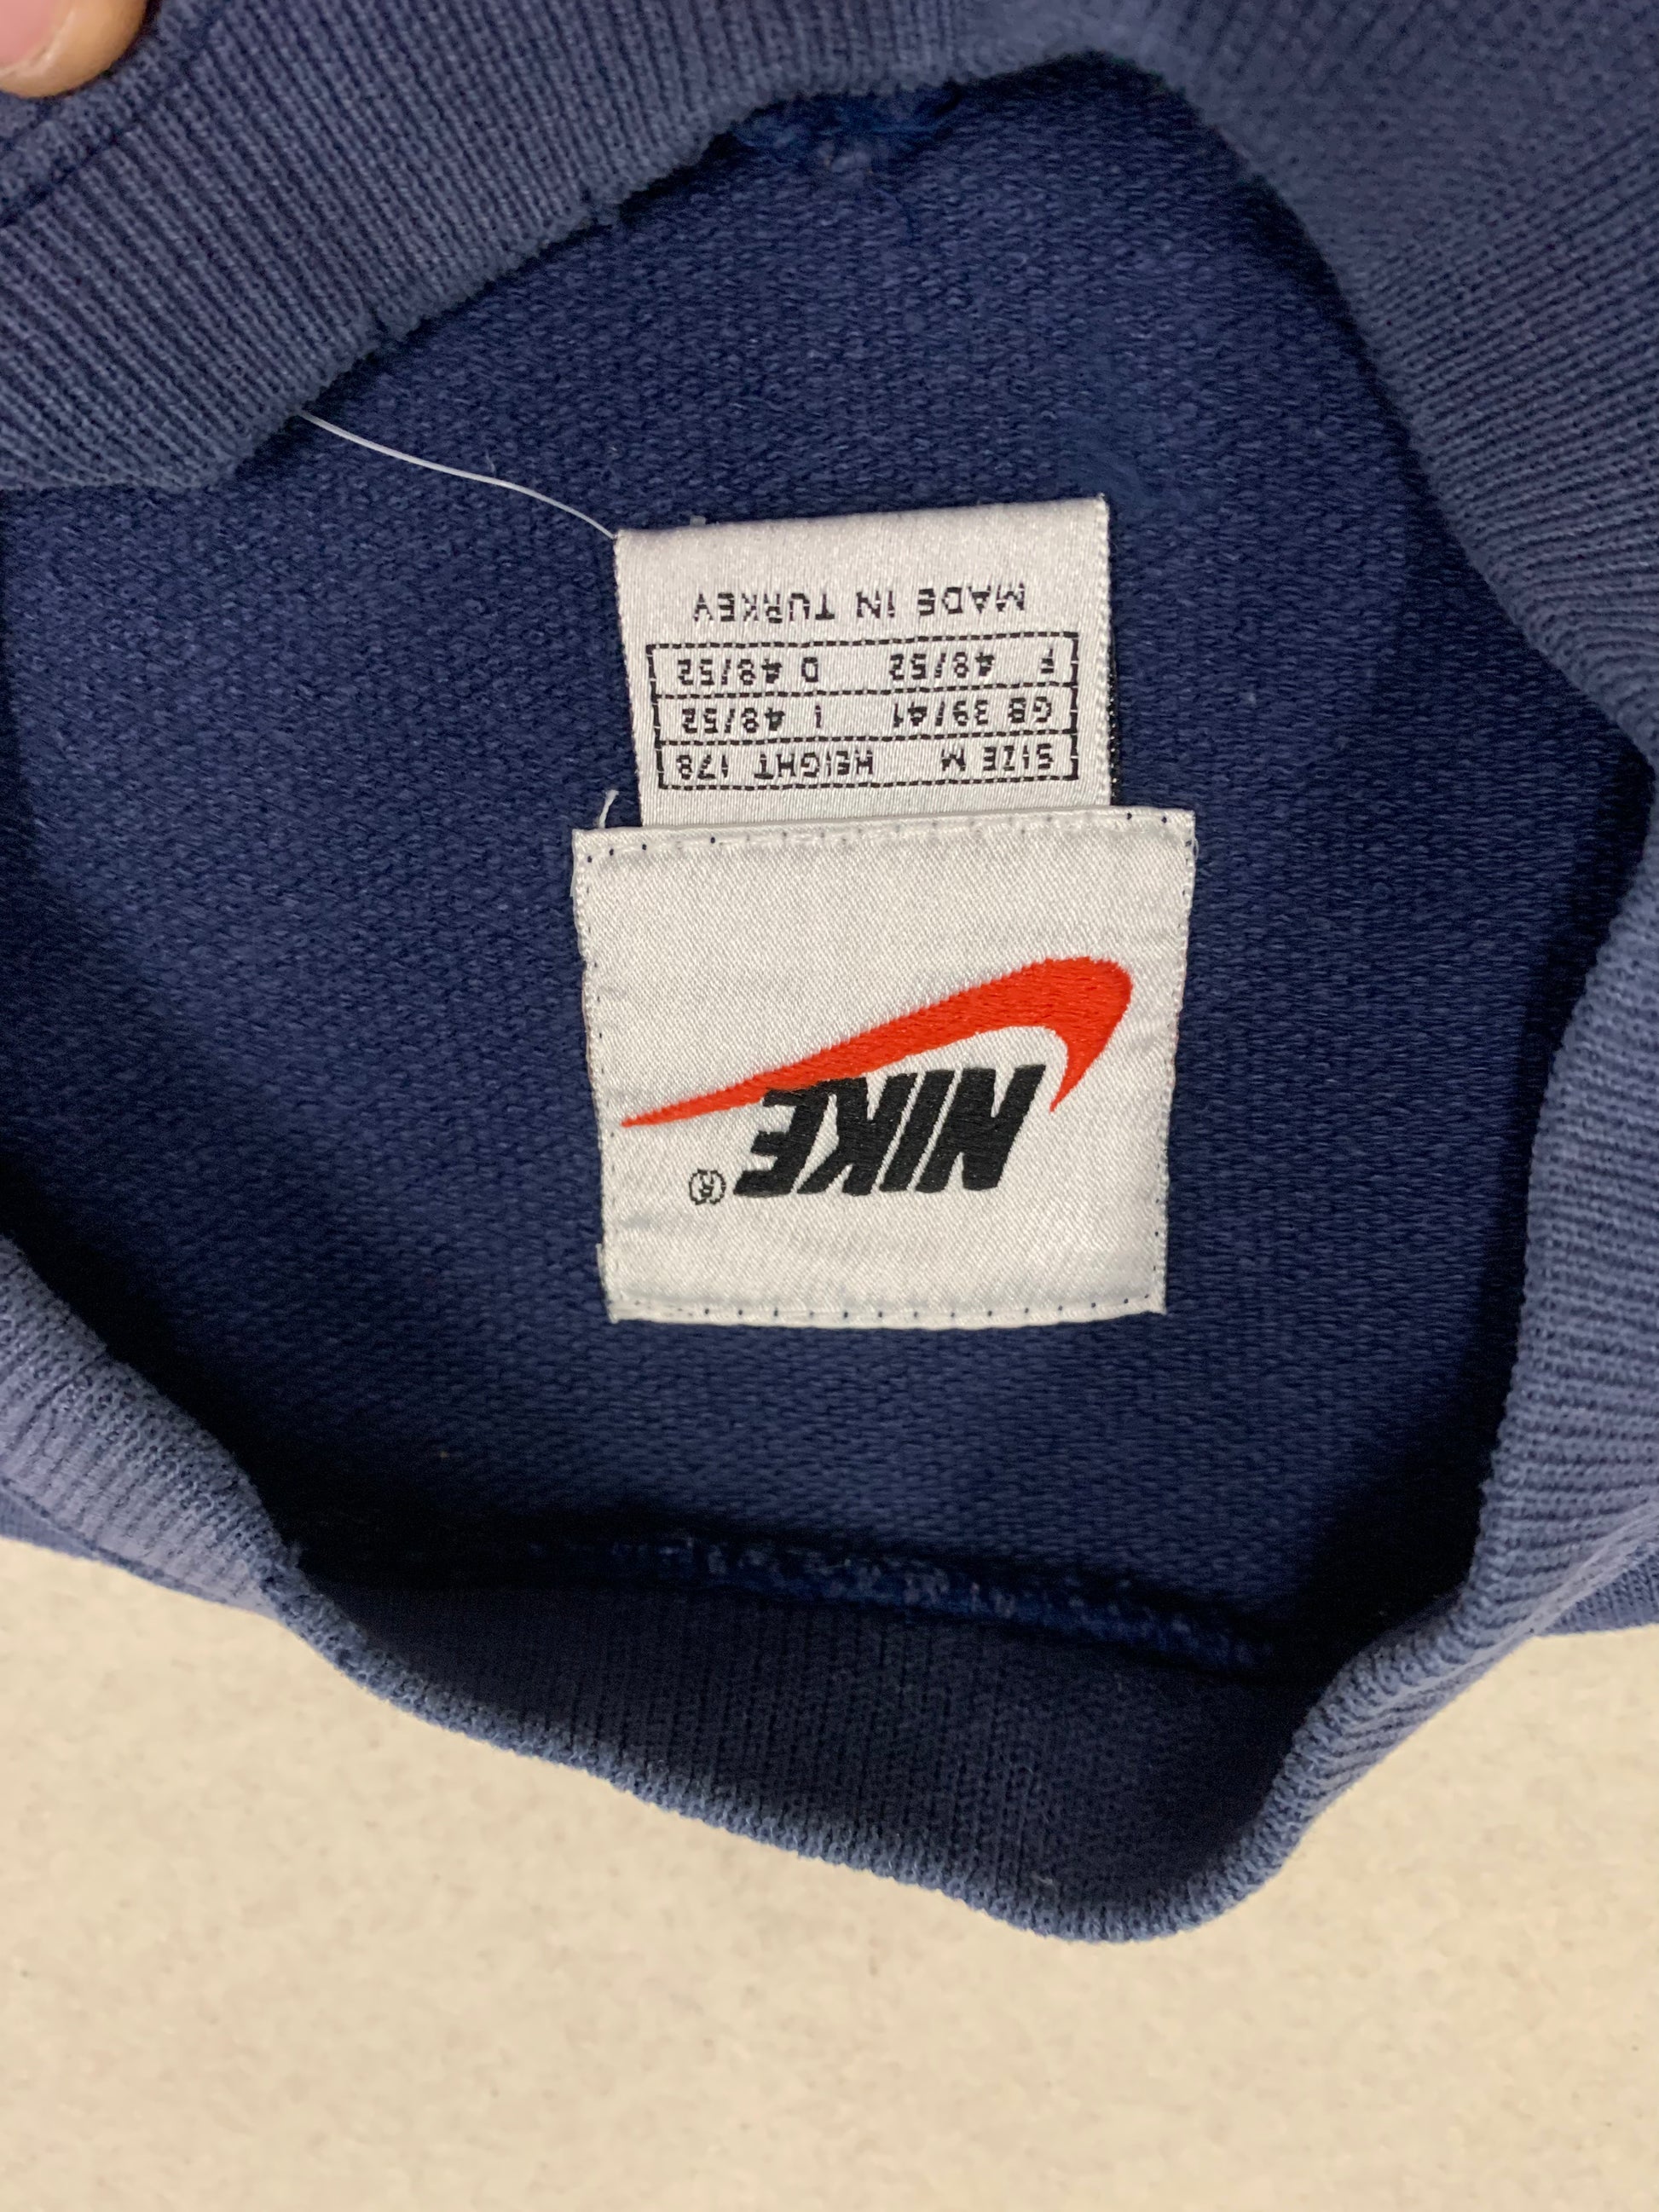 NIKE®
SIZE M HEIGHT 178
GB 39/41 I 48/52
F 48/52 D 48/52
MADE IN TURKEY